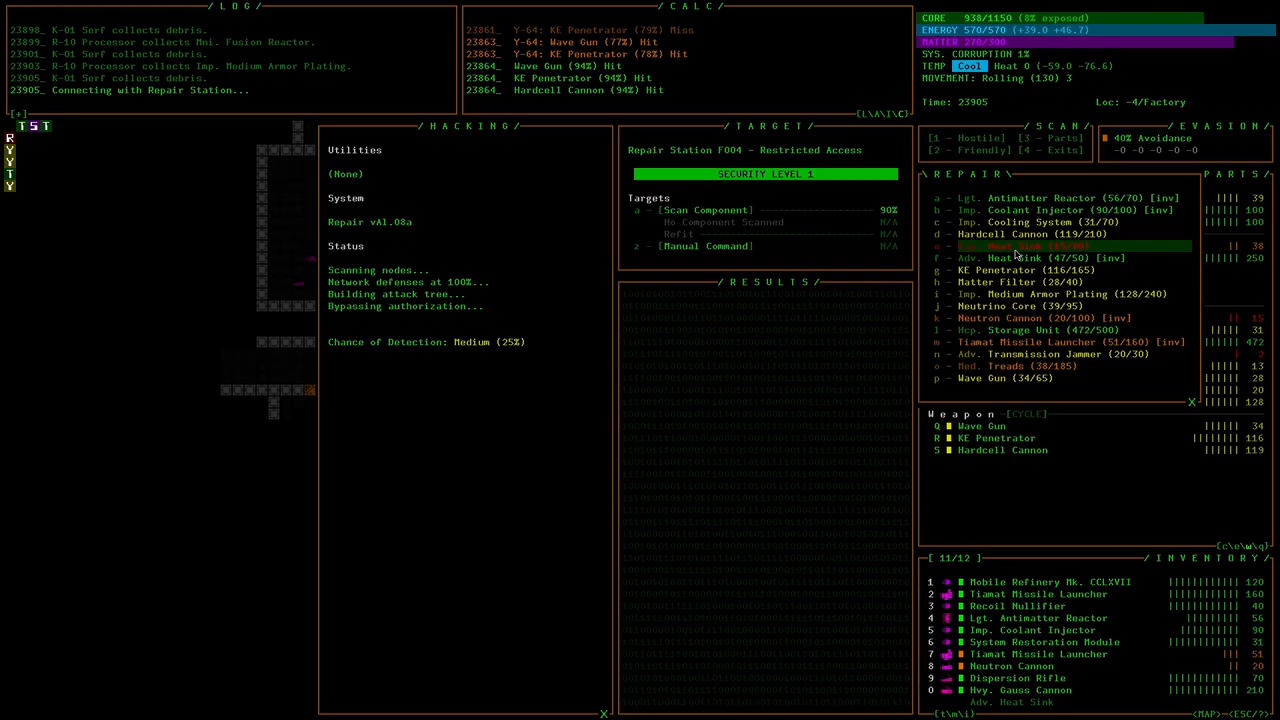 / L O G /
23898_ K-01 Serf collects debris.
23899_ R-10 Processor collects Mni. Fusion Reactor.
23901_ K-01 Serf collects debris.
23903_ R-10 Processor collects Imp. Medium Armor Plating.
23905_ K-01 Serf collects debris.
23905_ Connecting with Repair Station...
[+]
/ C A L C /
23861_ Y-64: KE Penetrator (79%) Miss
23863_ Y-64: Wave Gun (77%) Hit
23863_ Y-64: KE Penetrator (78%) Hit
23864_ Wave Gun (94%) Hit
23864_ KE Penetrator (94%) Hit
23864_ Hardcell Cannon (94%) Hit
[L\A\I\C\]
CORE 938/1150 (8% exposed)
ENERGY 570/570 (+39.0 +46.7)
MATTER 270/300
SYS. CORRUPTION 1%
TEMP Cool Heat 0 (-59.0 -76.6)
MOVEMENT: Rolling (130) 3
Time: 23905 Loc: -4/Factory
T S T
R
Y
Y
T
Y
/ H A C K I N G /
Utilities
(None)
System
Repair vAl.08a
Status
Scanning nodes...
Network defenses at 100%...
Building attack tree...
Bypassing authorization...
Chance of Detection: Medium (25%)
X
/ T A R G E T /
Repair Station F004 - Restricted Access
SECURITY LEVEL 1
Targets
a - [Scan Component] 90%
No Component Scanned N/A
Refit N/A
z - [Manual Command] N/A
/ R E S U L T S /
/ S C A N /
[1 - Hostile] [3 - Parts]
[2 - Friendly] [4 - Exits]
/ E V A S I O N /
40% Avoidance
-0 -0 -0 -0 -0
\ R E P A I R \
a - Lgt. Antimatter Reactor (56/70) [inv]
b - Imp. Coolant Injector (90/100) [inv]
c - Imp. Cooling System (31/70)
d - Hardcell Cannon (119/210)
Heat Sink
f - Adv. Heat Sink (47/50) [inv]
g - KE Penetrator (116/165)
h - Matter Filter (28/40)
i - Imp. Medium Armor Plating (128/240)
j - Neutrino Core (39/95)
k - Neutron Cannon (20/100) [inv]
l - Hcp. Storage Unit (472/500)
m - Tiamat Missile Launcher (51/160) [inv]
n - Adv. Transmission Jammer (20/30)
o - Med. Treads (38/185)
p - Wave Gun (34/65)
X
P A R T S /
39
100
100
38
250
15
31
472
2
13
28
20
128
W e a p o n [CYCLE]
Q Wave Gun 34
R KE Penetrator 116
S Hardcell Cannon 119
[c\e\w\q]
[ 11/12 ] / I N V E N T O R Y /
1 Mobile Refinery Mk. CCLXVII 120
2 Tiamat Missile Launcher 160
3 Recoil Nullifier 40
4 Lgt. Antimatter Reactor 56
5 Imp. Coolant Injector 90
6 System Restoration Module 31
7 Tiamat Missile Launcher 51
8 Neutron Cannon 20
9 Dispersion Rifle 70
0 Hvy. Gauss Cannon 210
Adv. Heat Sink
[t\m\i] <MAP> <ESC/?>